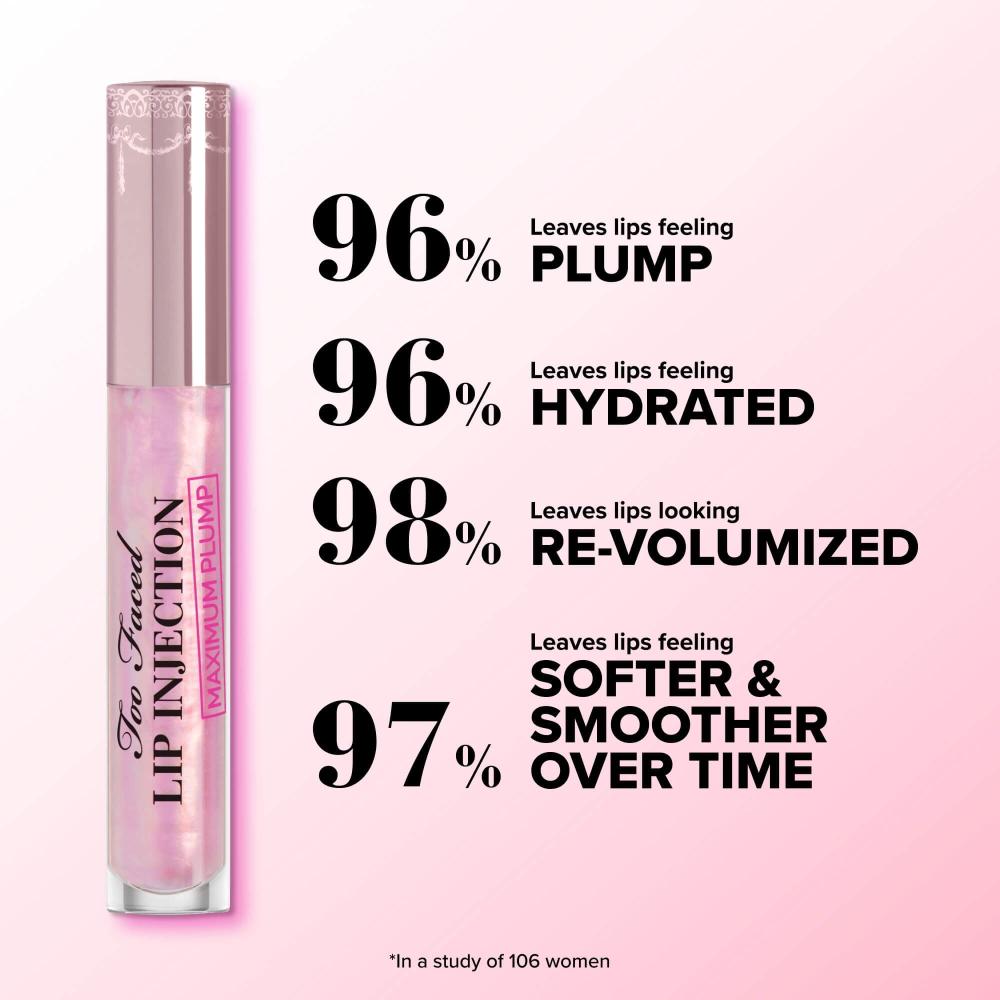 Too Faced
LIP INJECTION
MAXIMUM PLUMP
96% Leaves lips feeling
PLUMP
96% Leaves lips feeling
HYDRATED
98% Leaves lips looking
RE-VOLUMIZED
97% Leaves lips feeling
SOFTER &
SMOOTHER
OVER TIME
*In a study of 106 women